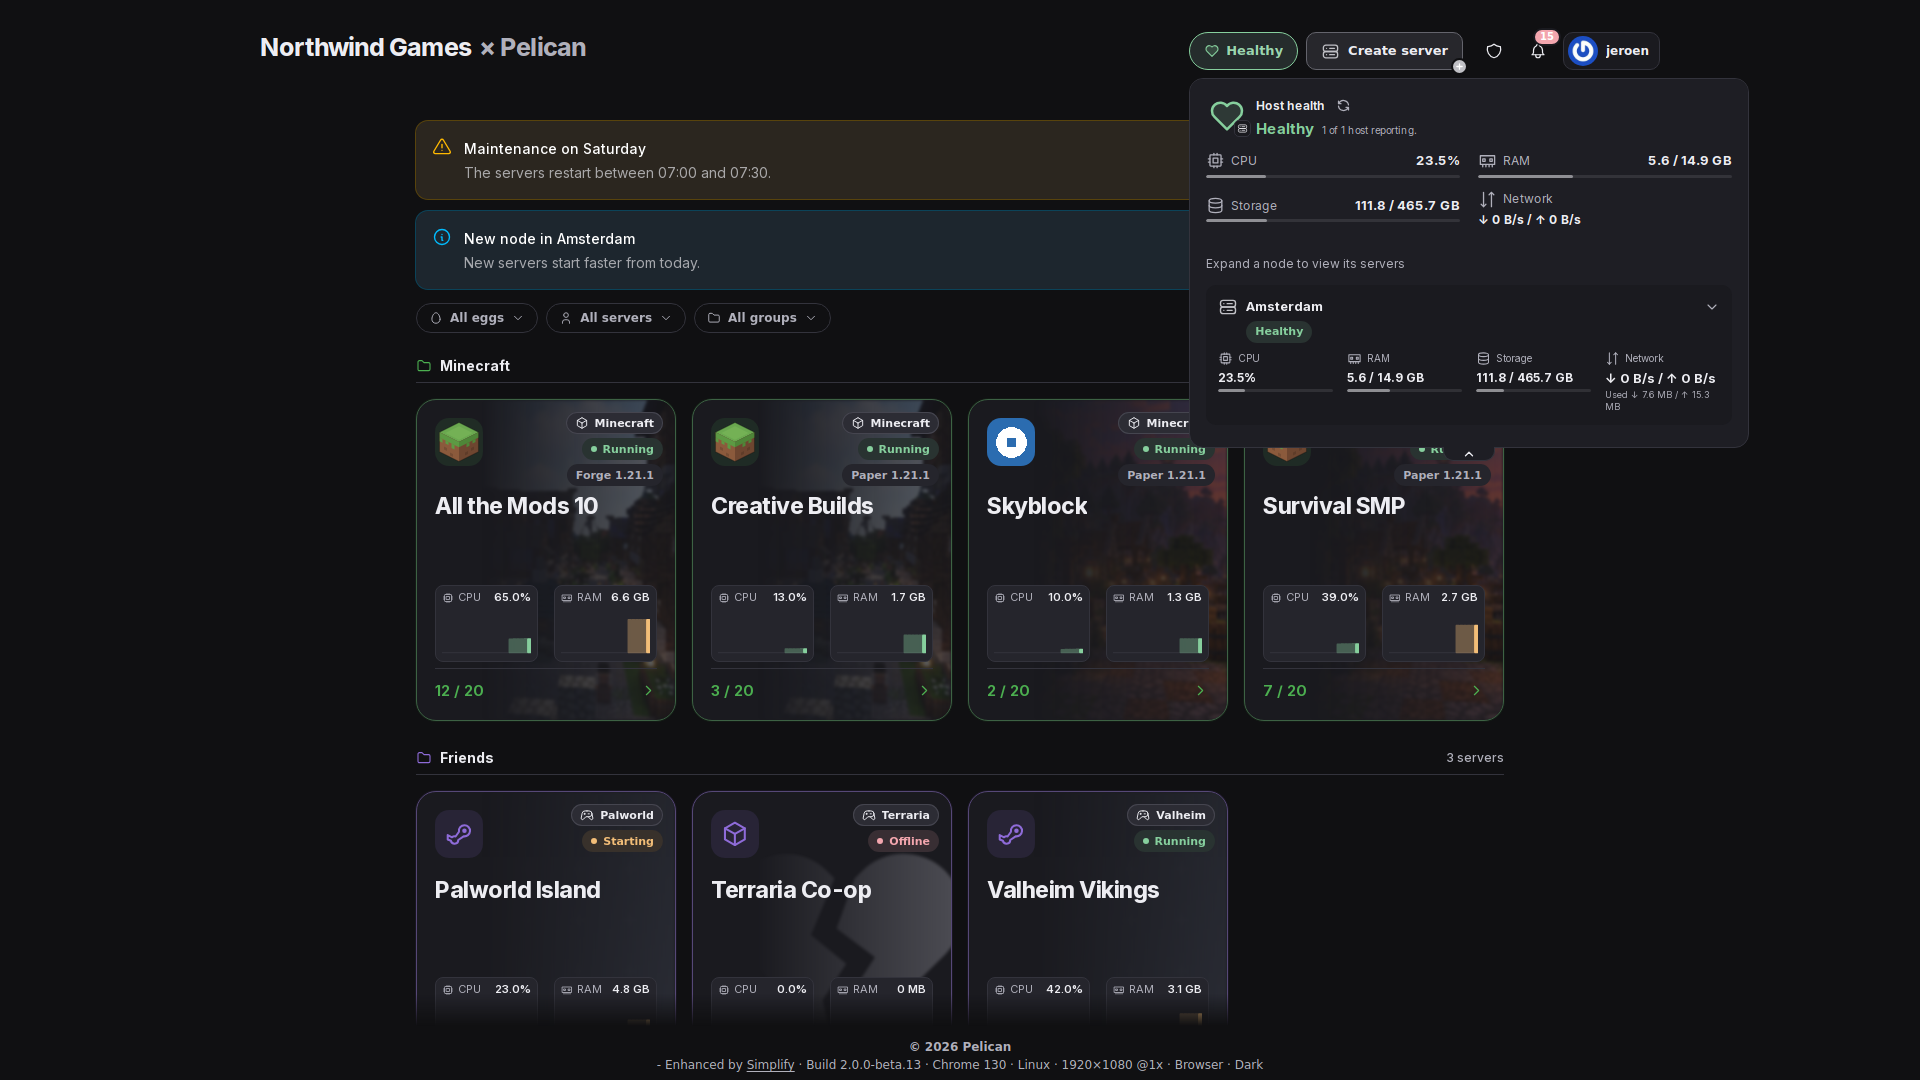 Northwind Games × Pelican
Healthy
Create server
15
jeroen
Host health
Healthy 1 of 1 host reporting.
CPU 23.5%
RAM 5.6 / 14.9 GB
Storage 111.8 / 465.7 GB
Network
↓ 0 B/s / ↑ 0 B/s
Expand a node to view its servers
Amsterdam
Healthy
CPU
23.5%
RAM
5.6 / 14.9 GB
Storage
111.8 / 465.7 GB
Network
↓ 0 B/s / ↑ 0 B/s
Used ↓ 7.6 MB / ↑ 15.3
MB
Maintenance on Saturday
The servers restart between 07:00 and 07:30.
New node in Amsterdam
New servers start faster from today.
All eggs
All servers
All groups
Minecraft
Minecraft
Running
Forge 1.21.1
All the Mods 10
CPU 65.0%
RAM 6.6 GB
12 / 20
Minecraft
Running
Paper 1.21.1
Creative Builds
CPU 13.0%
RAM 1.7 GB
3 / 20
Minecr
Running
Paper 1.21.1
Skyblock
CPU 10.0%
RAM 1.3 GB
2 / 20
Paper 1.21.1
Survival SMP
CPU 39.0%
RAM 2.7 GB
7 / 20
Friends
3 servers
Palworld
Starting
Palworld Island
CPU 23.0%
RAM 4.8 GB
Terraria
Offline
Terraria Co-op
CPU 0.0%
RAM 0 MB
Valheim
Running
Valheim Vikings
CPU 42.0%
RAM 3.1 GB
© 2026 Pelican
- Enhanced by Simplify · Build 2.0.0-beta.13 · Chrome 130 · Linux · 1920×1080 @1x · Browser · Dark